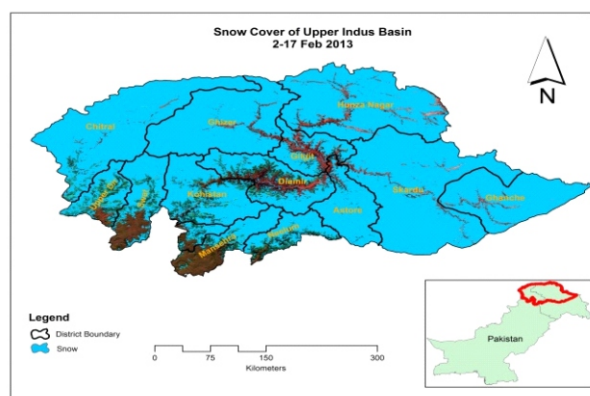 Snow Cover of Upper Indus Basin
2-17 Feb 2013
N
Hunza Nagar
Chitral
Ghizer
Gilgit
Diamir
Skardu
Ghanche
Kohistan
Astore
Mansehra
Legend
District Boundary
Snow
0 75 150 300
Kilometers
Pakistan